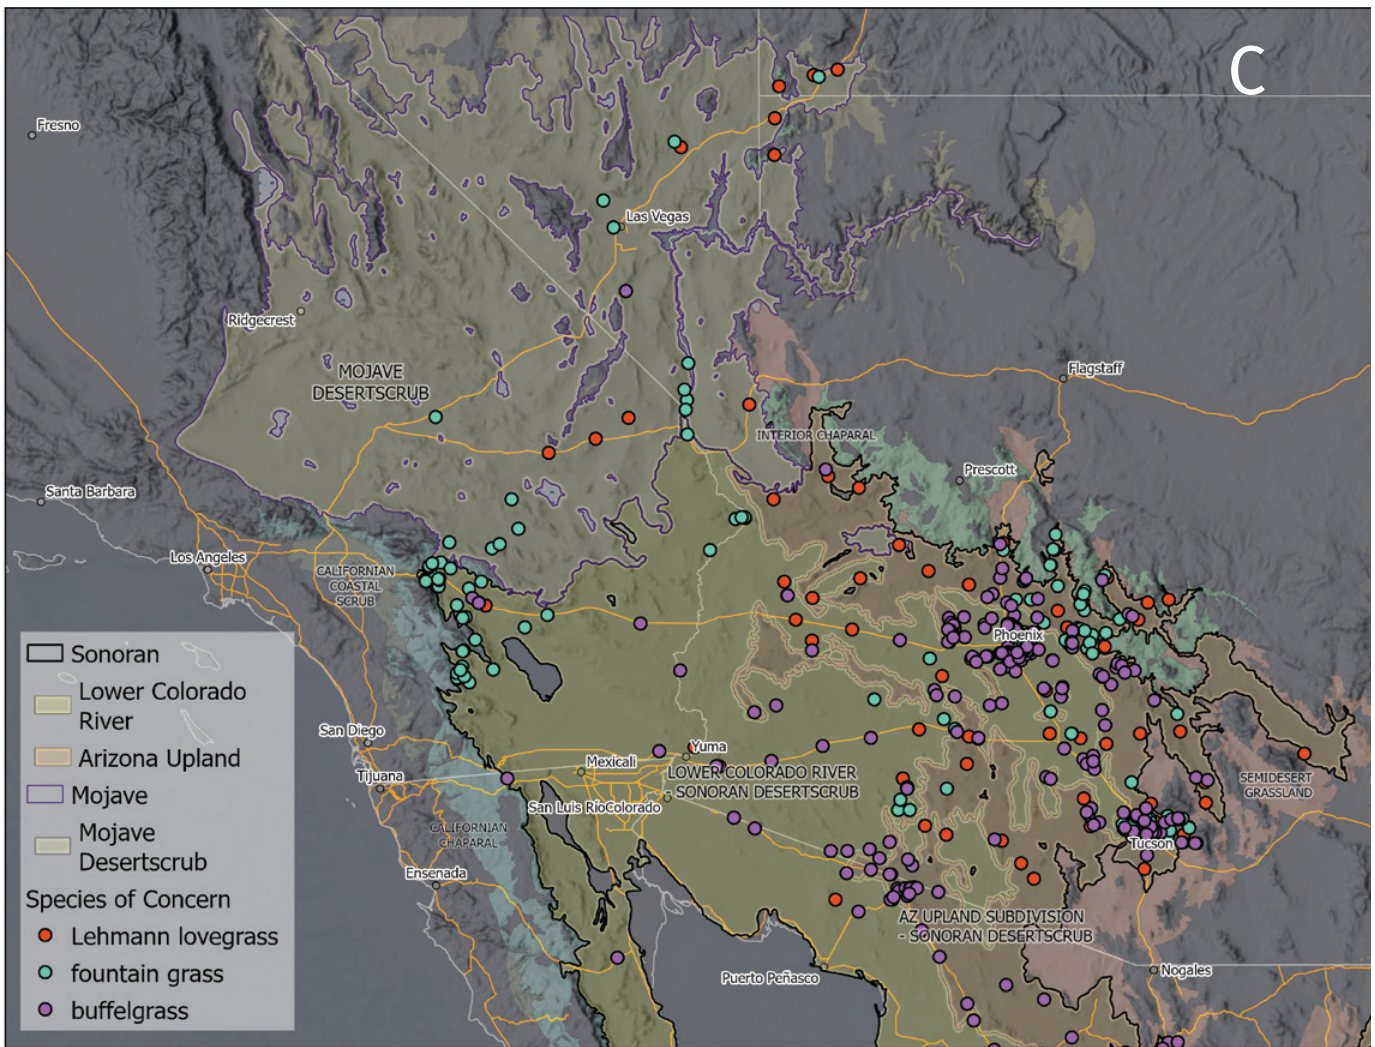 C
Fresno
Las Vegas
Ridgecrest
MOJAVE
DESERTSCRUB
Flagstaff
INTERIOR CHAPARAL
Prescott
Santa Barbara
Los Angeles
CALIFORNIAN
COASTAL
SCRUB
Phoenix
San Diego
Tijuana
Mexicali
Yuma
LOWER COLORADO RIVER
- SONORAN DESERTSCRUB
San Luis RíoColorado
SEMIDESERT
GRASSLAND
CALIFORNIAN
CHAPARAL
Tucson
Ensenada
AZ UPLAND SUBDIVISION
- SONORAN DESERTSCRUB
Puerto Peñasco
Nogales
Sonoran
Lower Colorado
River
Arizona Upland
Mojave
Mojave
Desertscrub
Species of Concern
Lehmann lovegrass
fountain grass
buffelgrass